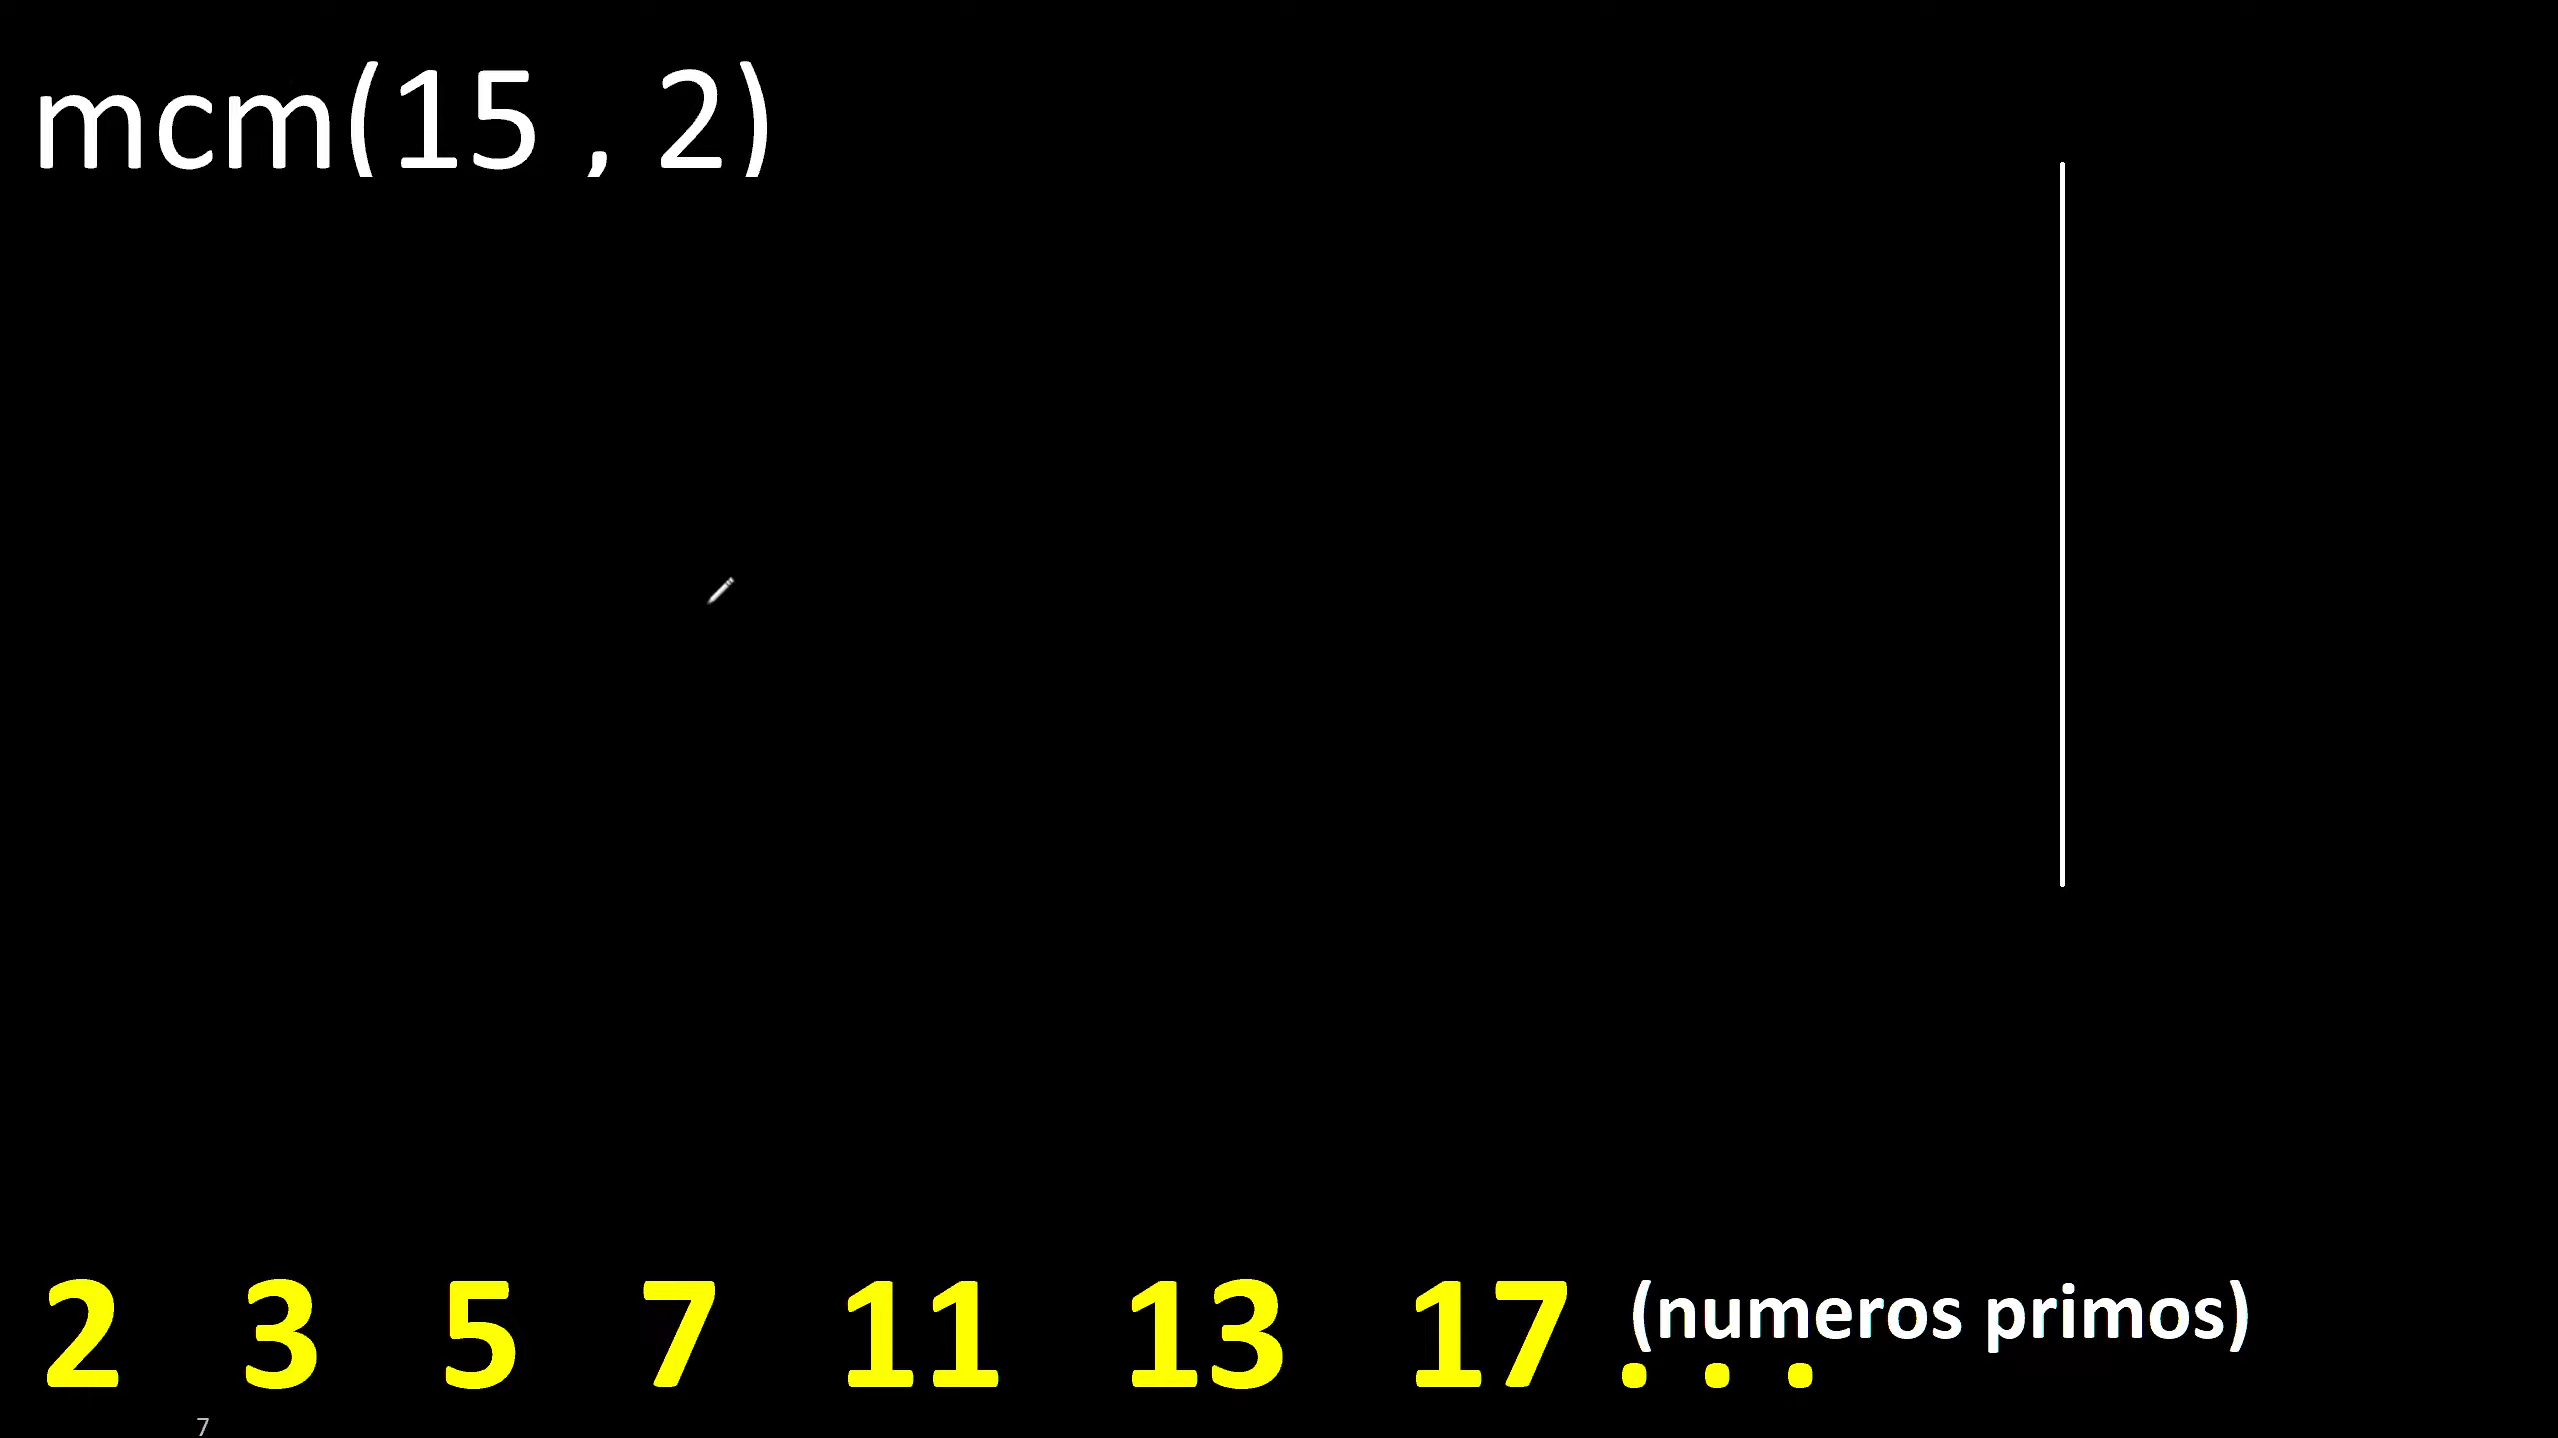 mcm(15 , 2)
2 3 5 7 11 13 17 . . . (numeros primos)
7